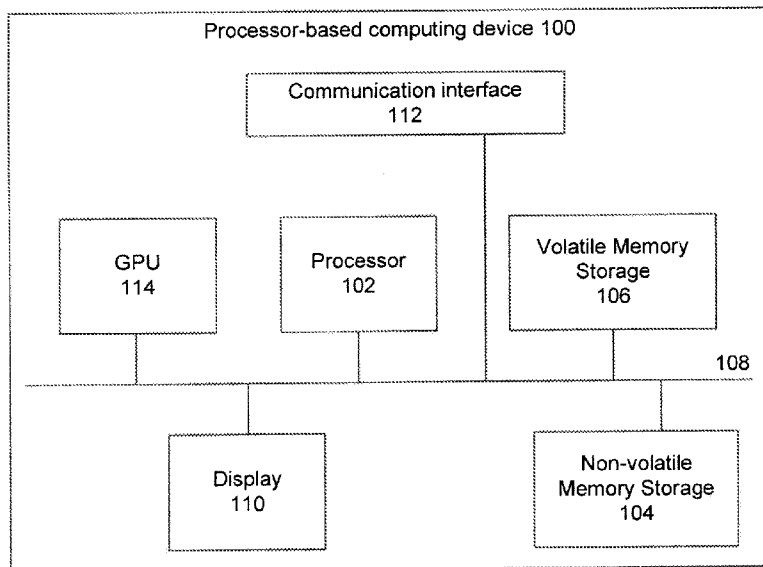 Processor-based computing device 100
Communication interface
112
GPU
114
Processor
102
Volatile Memory
Storage
106
108
Display
110
Non-volatile
Memory Storage
104